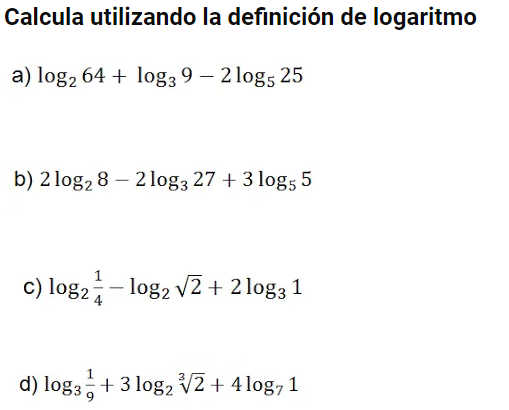 Calcula utilizando la definición de logaritmo
a) log₂ 64 + log₃ 9 − 2 log₅ 25
b) 2 log₂ 8 − 2 log₃ 27 + 3 log₅ 5
c) log₂ 1/4 − log₂ √2 + 2 log₃ 1
d) log₃ 1/9 + 3 log₂ ∛2 + 4 log₇ 1